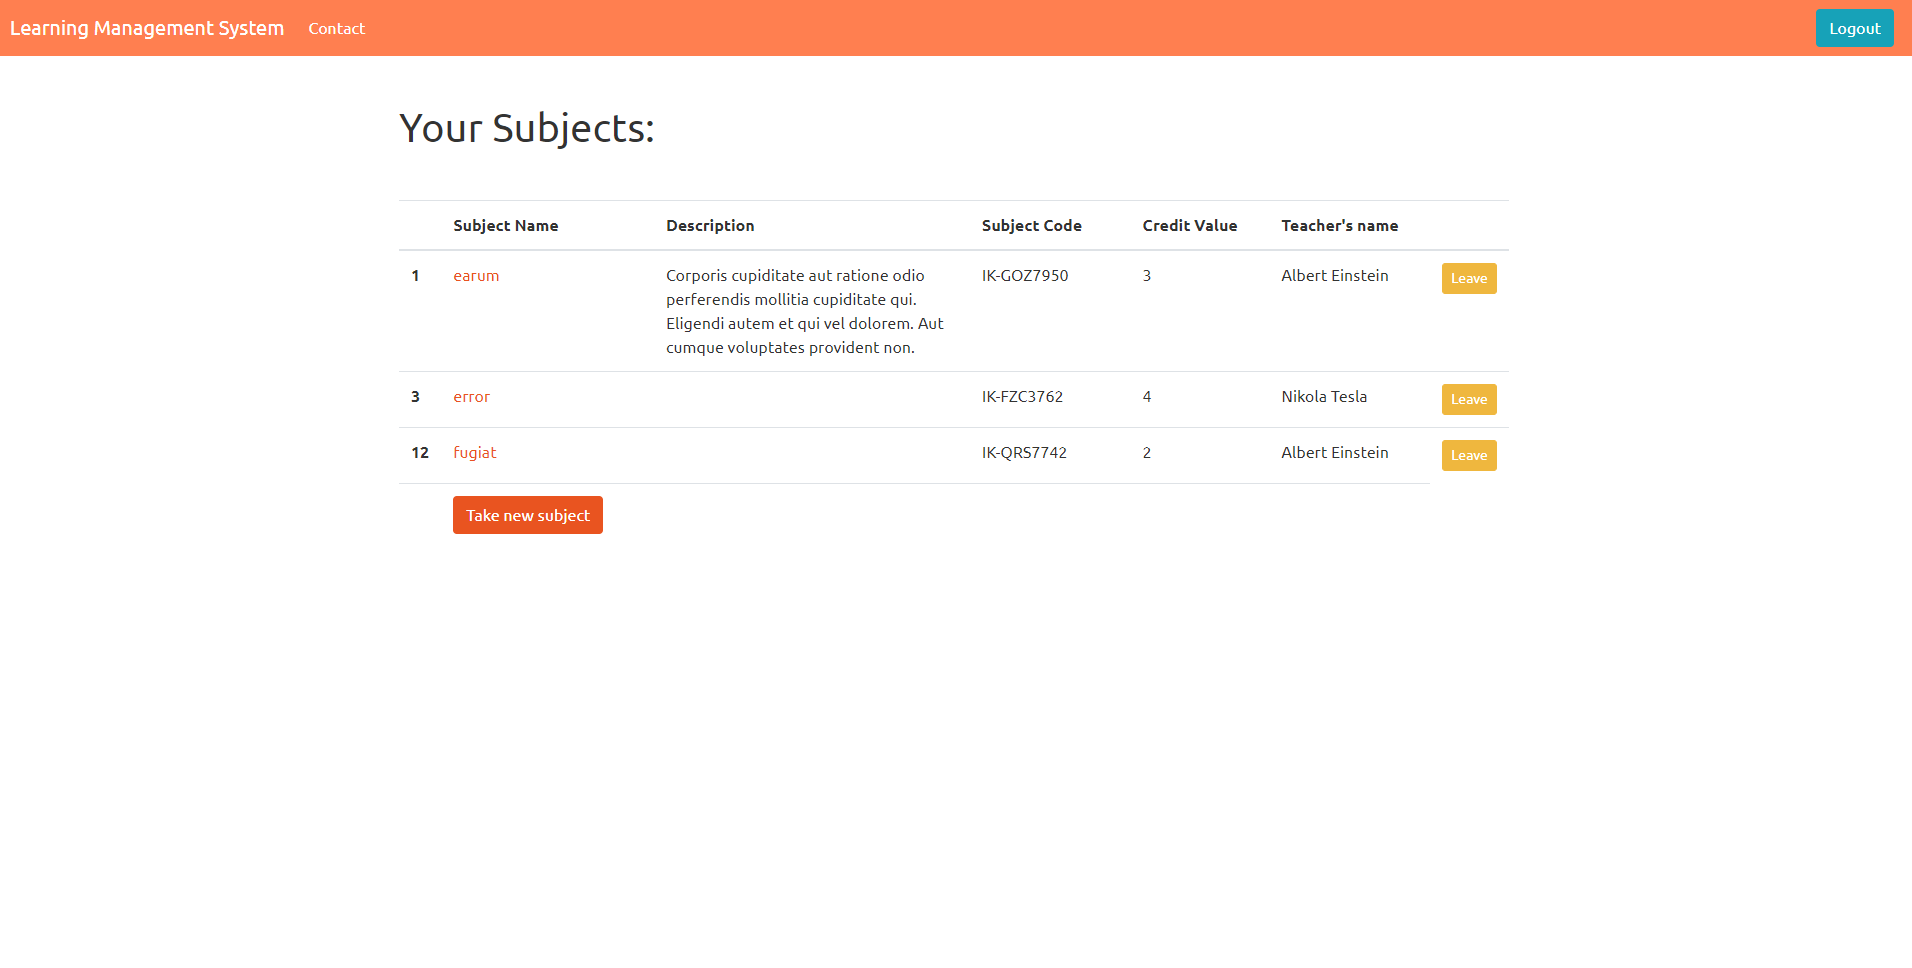 Learning Management System Contact Logout
Your Subjects:
Subject Name Description Subject Code Credit Value Teacher's name
1 earum Corporis cupiditate aut ratione odio IK-GOZ7950 3 Albert Einstein Leave
perferendis mollitia cupiditate qui.
Eligendi autem et qui vel dolorem. Aut
cumque voluptates provident non.
3 error IK-FZC3762 4 Nikola Tesla Leave
12 fugiat IK-QRS7742 2 Albert Einstein Leave
Take new subject